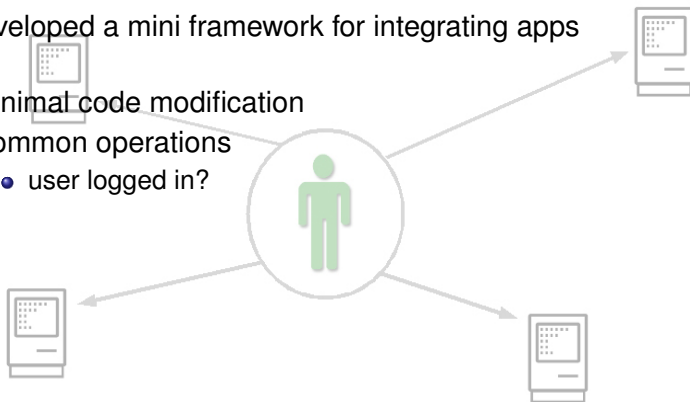 veloped a mini framework for integrating apps
nimal code modification
ommon operations
user logged in?